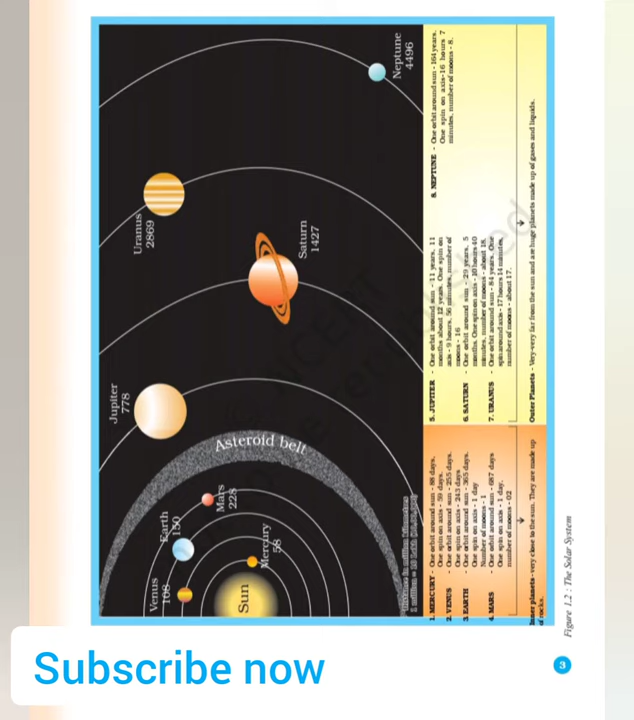 Neptune
4496
Uranus
2869
Saturn
1427
Jupiter
778
Asteroid belt
Mars
228
Earth
150
Venus
108
Mercury
58
Sun
1. MERCURY - One orbit around sun - 88 days.
One spin on axis - 59 days.
2. VENUS - One orbit around sun - 255 days.
One spin on axis - 243 days
3.EARTH - One orbit around sun - 365 days.
One spin on axis - 1 day
Number of moons - 1
4. MARS - One orbit around sun - 687 days
One spin on axis - 1 day,
number of moons - 02
5. JUPITER - One orbit around sun - 11 years, 11
months about 12 years. One spin on
axis - 9 hours, 56 minutes, number of
moons - 16
6. SATURN - One orbit around sun - 29 years, 5
months. One spin on axis - 10 hours 40
minutes, number of moons - about 18.
7. URANUS - One orbit around sun - 84 years. One
spin around axis - 17 hours 14 minutes,
number of moons - about 17.
8. NEPTUNE - One orbit around sun - 164 years.
One spin on axis-16 hours 7
minutes, number of moons - 8.
Inner planets - very close to the sun. They are made up
of rocks.
Outer Planets - Very-very far from the sun and are huge planets made up of gases and liquids.
Figure 1.2 : The Solar System
3
Subscribe now